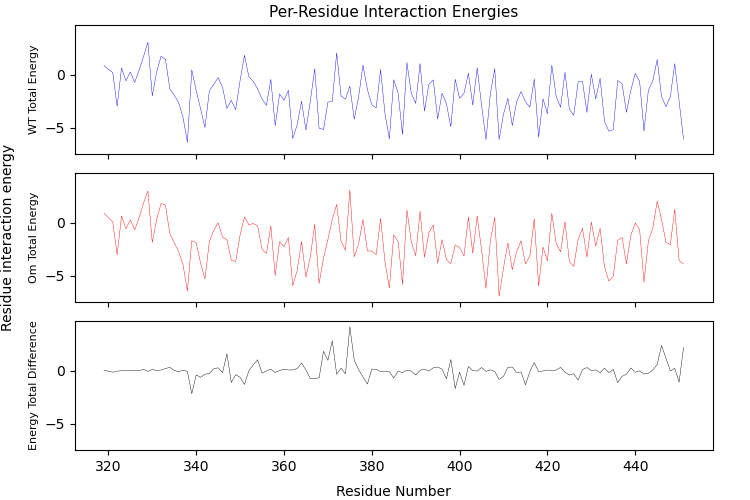 Per-Residue Interaction Energies
Residue interaction energy
WT Total Energy
0
−5
Om Total Energy
0
−5
Energy Total Difference
0
−5
320 340 360 380 400 420 440
Residue Number